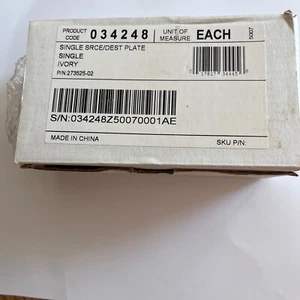 PRODUCT CODE 034248 UNIT OF MEASURE EACH 5007
SINGLE SRCE/DEST PLATE
SINGLE
IVORY
P/N:273525-02
S/N:034248Z50070001AE
MADE IN CHINA
SKU P/N: